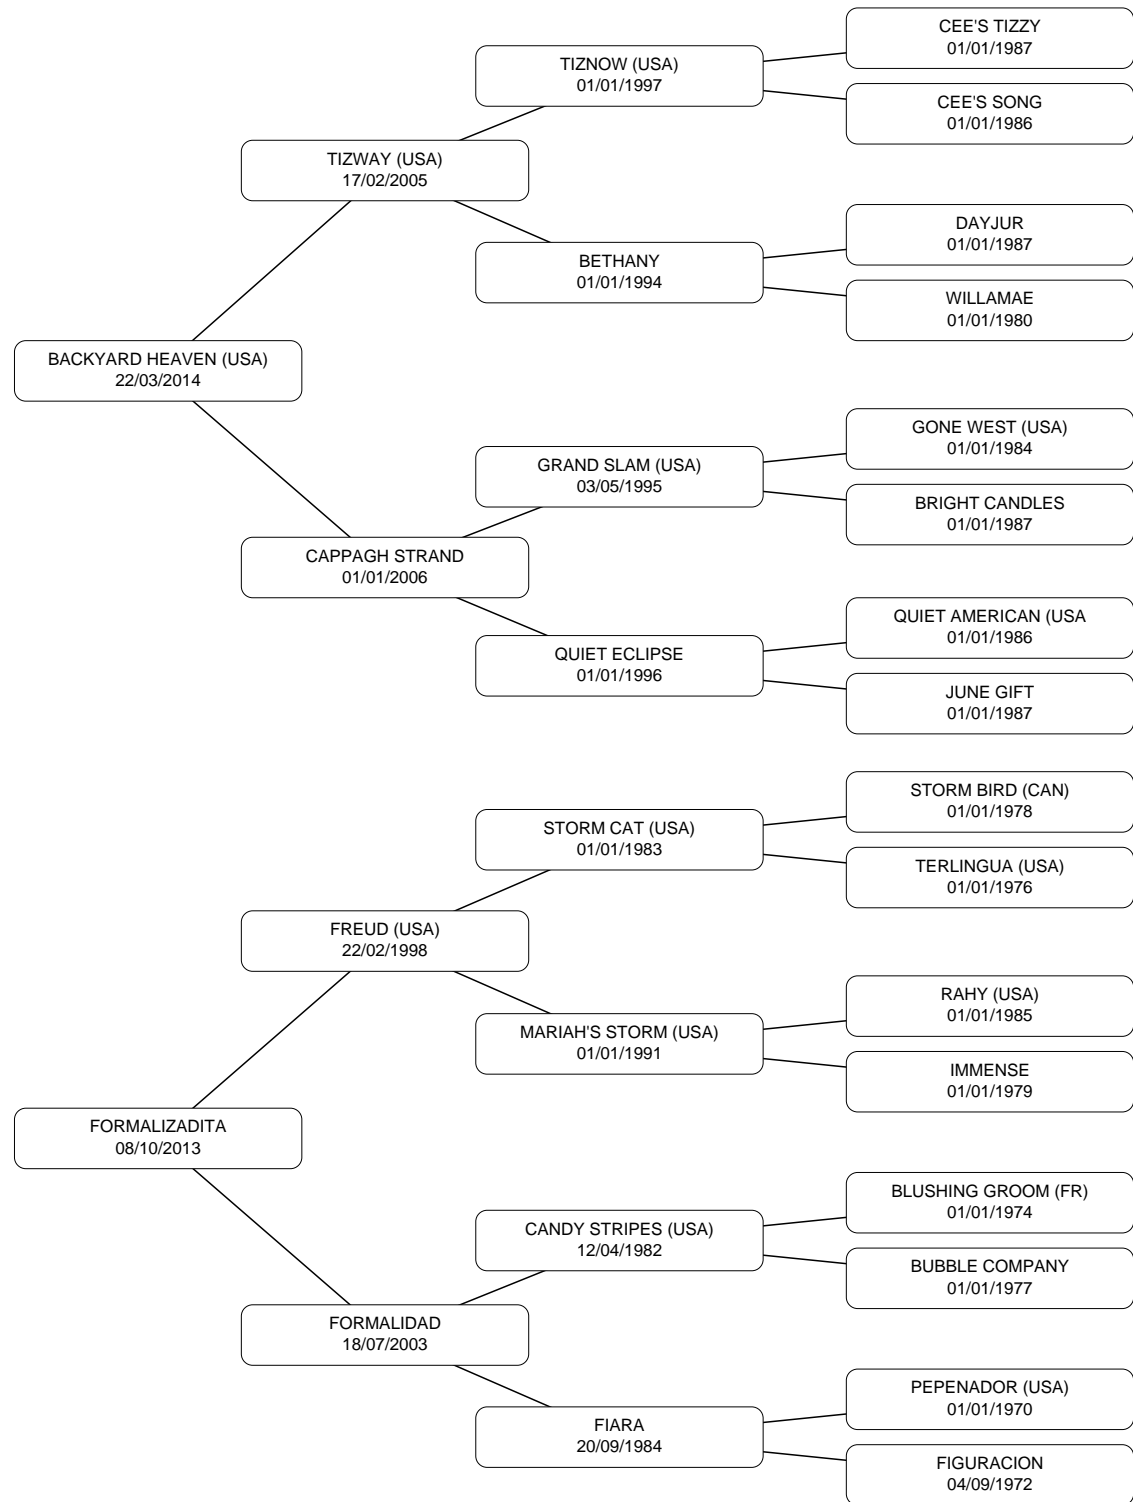 CEE'S TIZZY
01/01/1987
TIZNOW (USA)
01/01/1997
CEE'S SONG
01/01/1986
TIZWAY (USA)
17/02/2005
DAYJUR
01/01/1987
BETHANY
01/01/1994
WILLAMAE
01/01/1980
BACKYARD HEAVEN (USA)
22/03/2014
GONE WEST (USA)
01/01/1984
GRAND SLAM (USA)
03/05/1995
BRIGHT CANDLES
01/01/1987
CAPPAGH STRAND
01/01/2006
QUIET AMERICAN (USA
01/01/1986
QUIET ECLIPSE
01/01/1996
JUNE GIFT
01/01/1987
STORM BIRD (CAN)
01/01/1978
STORM CAT (USA)
01/01/1983
TERLINGUA (USA)
01/01/1976
FREUD (USA)
22/02/1998
RAHY (USA)
01/01/1985
MARIAH'S STORM (USA)
01/01/1991
IMMENSE
01/01/1979
FORMALIZADITA
08/10/2013
BLUSHING GROOM (FR)
01/01/1974
CANDY STRIPES (USA)
12/04/1982
BUBBLE COMPANY
01/01/1977
FORMALIDAD
18/07/2003
PEPENADOR (USA)
01/01/1970
FIARA
20/09/1984
FIGURACION
04/09/1972